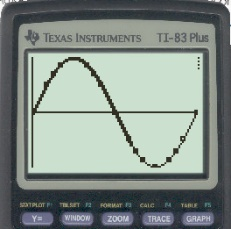 TEXAS INSTRUMENTS TI-83 Plus
STATPLOT F1 TBLSET F2 FORMAT F3 CALC F4 TABLE F5
Y= WINDOW ZOOM TRACE GRAPH